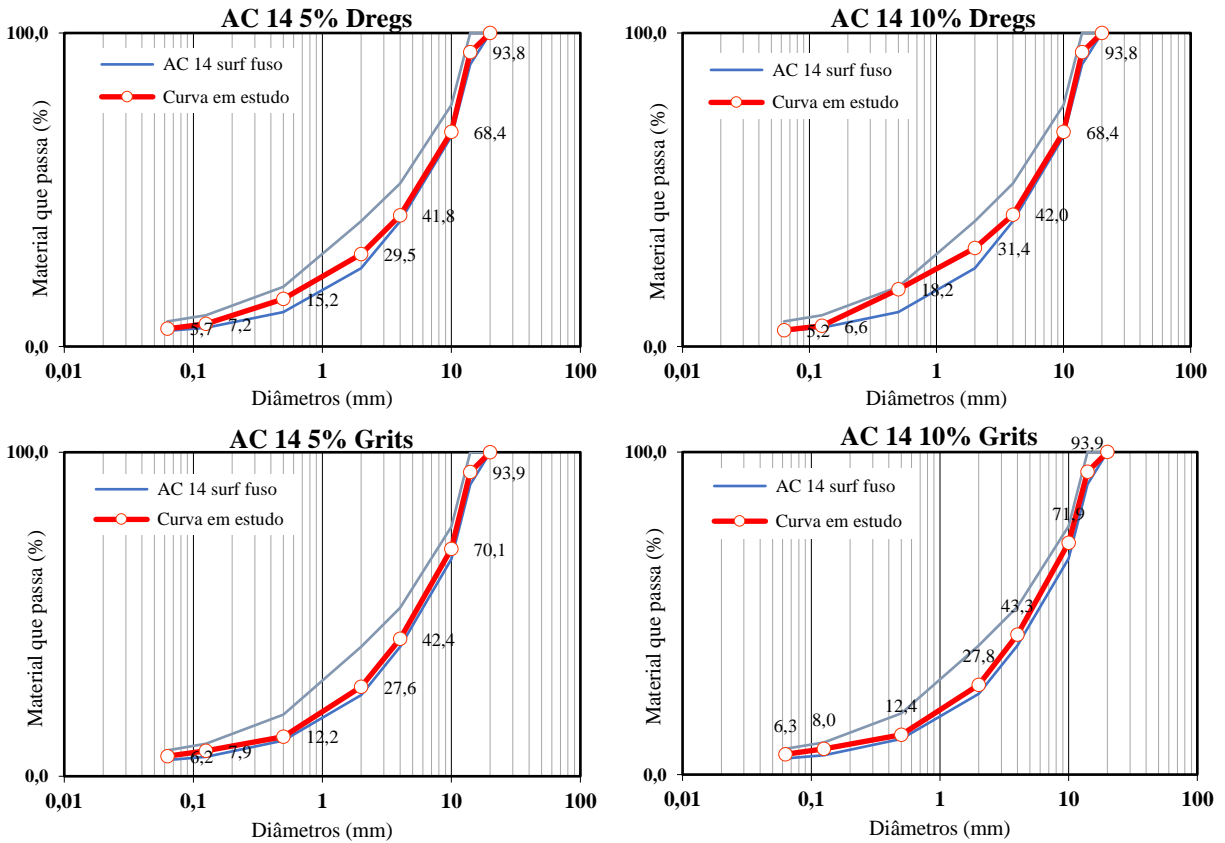 AC 14 5% Dregs
100,0
0,0
Material que passa (%)
AC 14 surf fuso
Curva em estudo
93,8
68,4
41,8
29,5
15,2
7,2
5,7
0,01
0,1
1
10
100
Diâmetros (mm)
AC 14 10% Dregs
100,0
0,0
Material que passa (%)
AC 14 surf fuso
Curva em estudo
93,8
68,4
42,0
31,4
18,2
6,6
5,2
0,01
0,1
1
10
100
Diâmetros (mm)
AC 14 5% Grits
100,0
0,0
Material que passa (%)
AC 14 surf fuso
Curva em estudo
93,9
70,1
42,4
27,6
12,2
7,9
6,2
0,01
0,1
1
10
100
Diâmetros (mm)
AC 14 10% Grits
100,0
0,0
Material que passa (%)
AC 14 surf fuso
Curva em estudo
93,9
71,9
43,3
27,8
12,4
8,0
6,3
0,01
0,1
1
10
100
Diâmetros (mm)